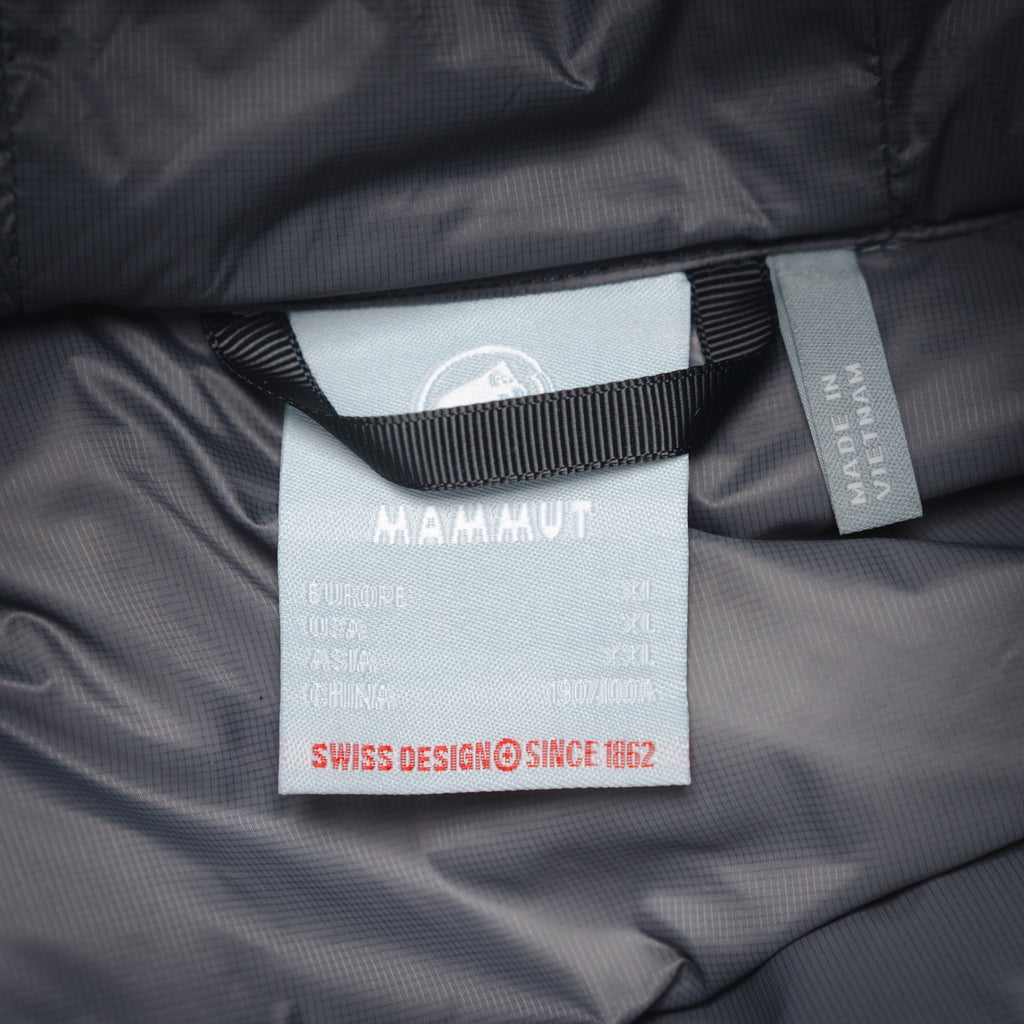 MAMMUT
EUROPE XL
USA XL
ASIA XXL
CHINA 190/100A
SWISS DESIGN SINCE 1862
MADE IN
VIETNAM